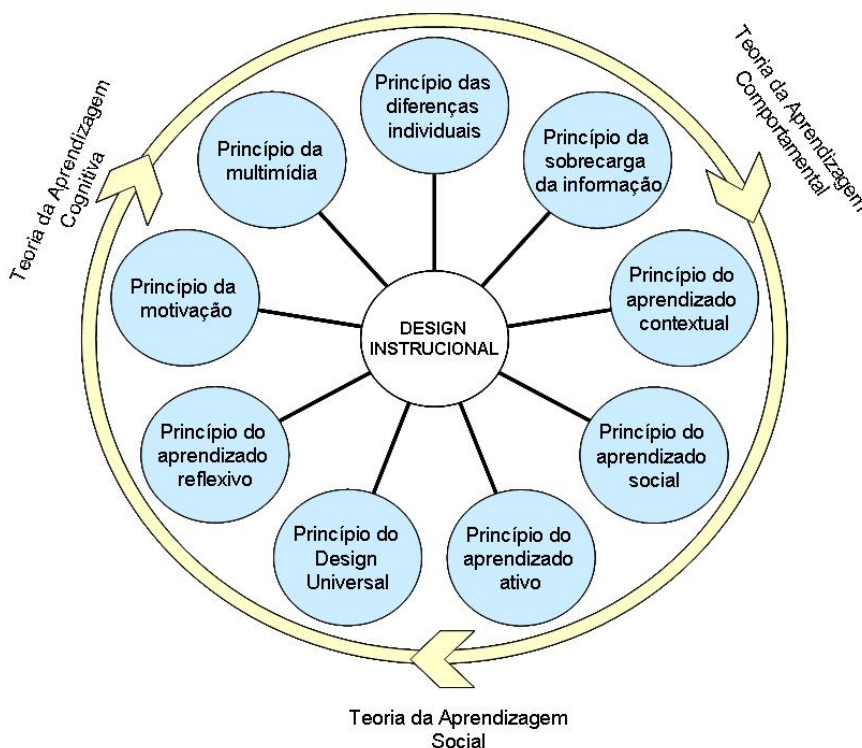 Princípio das
diferenças
individuais
Princípio da
sobrecarga
da informação
Princípio do
aprendizado
contextual
Princípio do
aprendizado
social
Princípio do
aprendizado
ativo
Princípio do
Design
Universal
Princípio do
aprendizado
reflexivo
Princípio da
motivação
Princípio da
multimídia
DESIGN
INSTRUCIONAL
Teoria da Aprendizagem
Comportamental
Teoria da Aprendizagem
Social
Teoria da Aprendizagem
Cognitiva